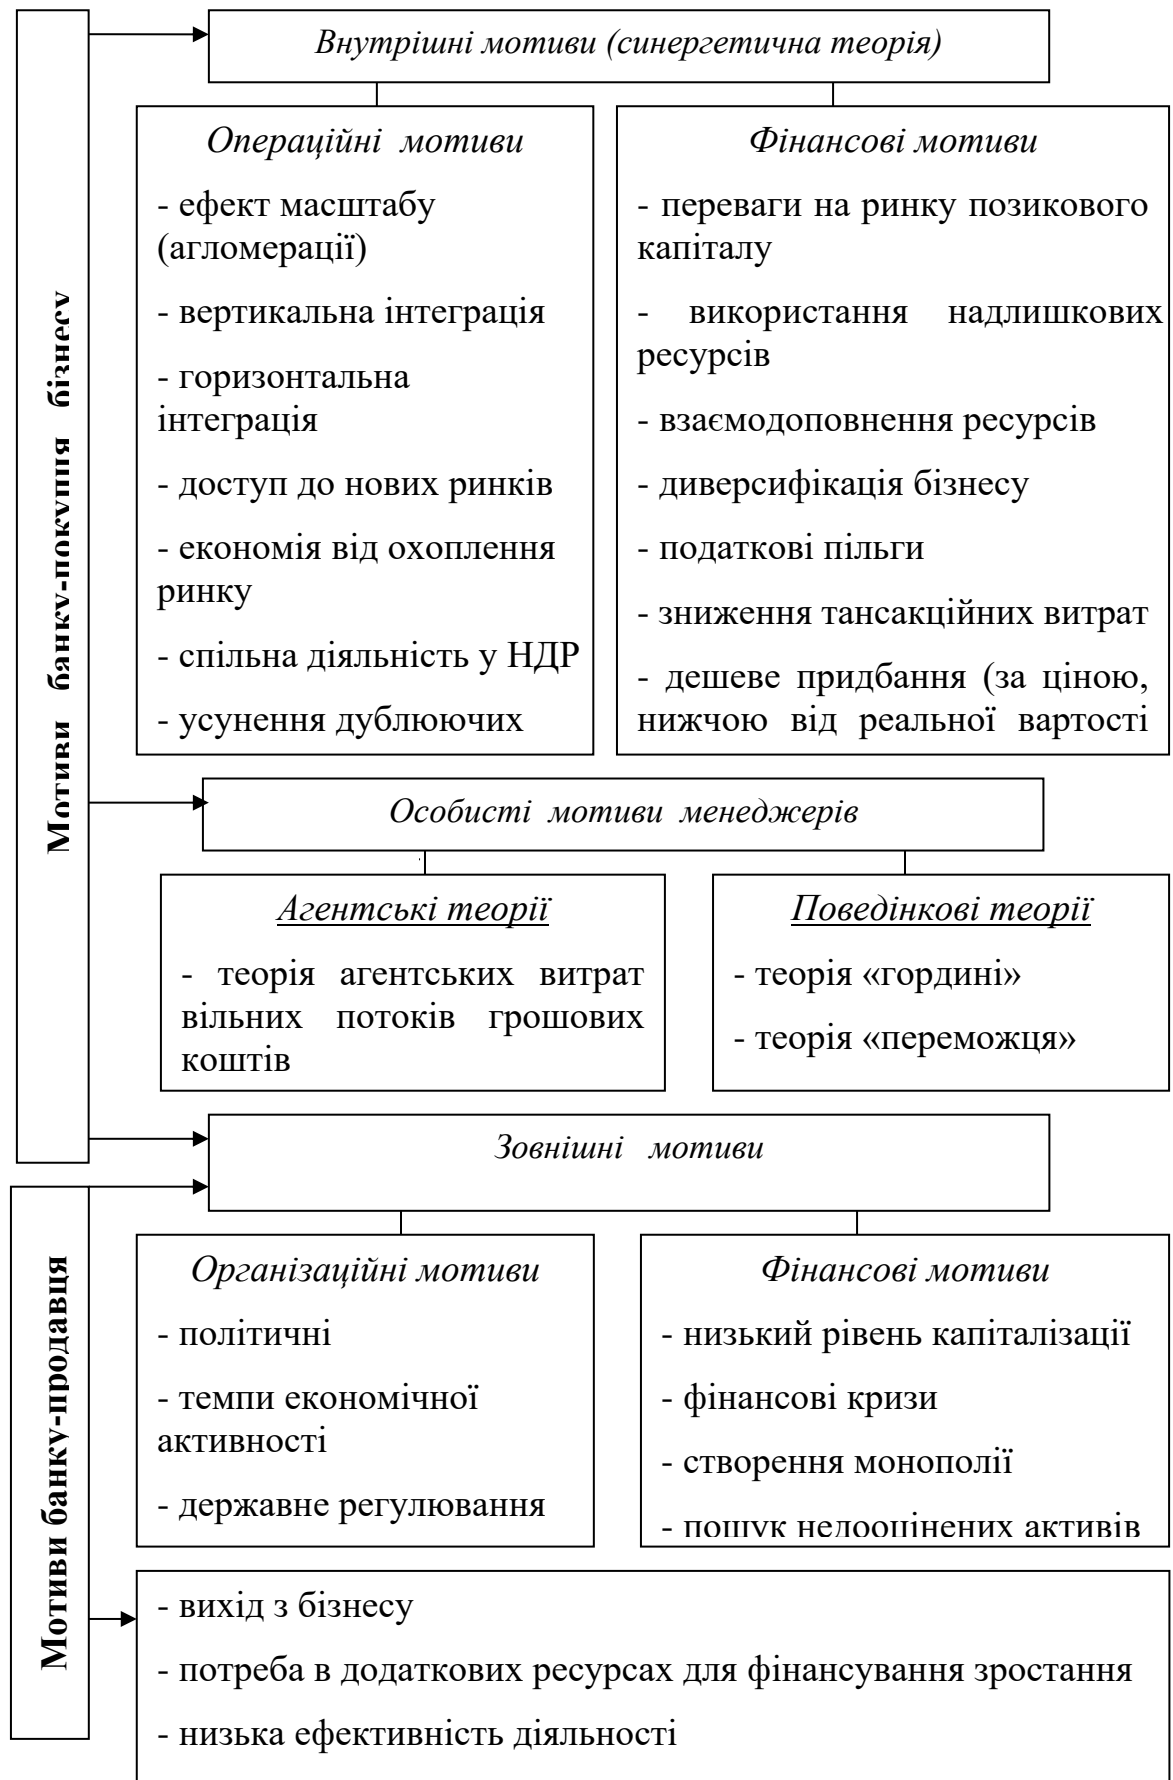 Мотиви банку-покупця бізнесу
Внутрішні мотиви (синергетична теорія)
Операційні мотиви
- ефект масштабу
(агломерації)
- вертикальна інтеграція
- горизонтальна
інтеграція
- доступ до нових ринків
- економія від охоплення
ринку
- спільна діяльність у НДР
- усунення дублюючих
Фінансові мотиви
- переваги на ринку позикового
капіталу
- використання надлишкових
ресурсів
- взаємодоповнення ресурсів
- диверсифікація бізнесу
- податкові пільги
- зниження тансакційних витрат
- дешеве придбання (за ціною,
нижчою від реальної вартості
Особисті мотиви менеджерів
Агентські теорії
- теорія агентських витрат
вільних потоків грошових
коштів
Поведінкові теорії
- теорія «гордині»
- теорія «переможця»
Зовнішні мотиви
Мотиви банку-продавця
Організаційні мотиви
- політичні
- темпи економічної
активності
- державне регулювання
Фінансові мотиви
- низький рівень капіталізації
- фінансові кризи
- створення монополії
- пошук недооцінених активів
- вихід з бізнесу
- потреба в додаткових ресурсах для фінансування зростання
- низька ефективність діяльності